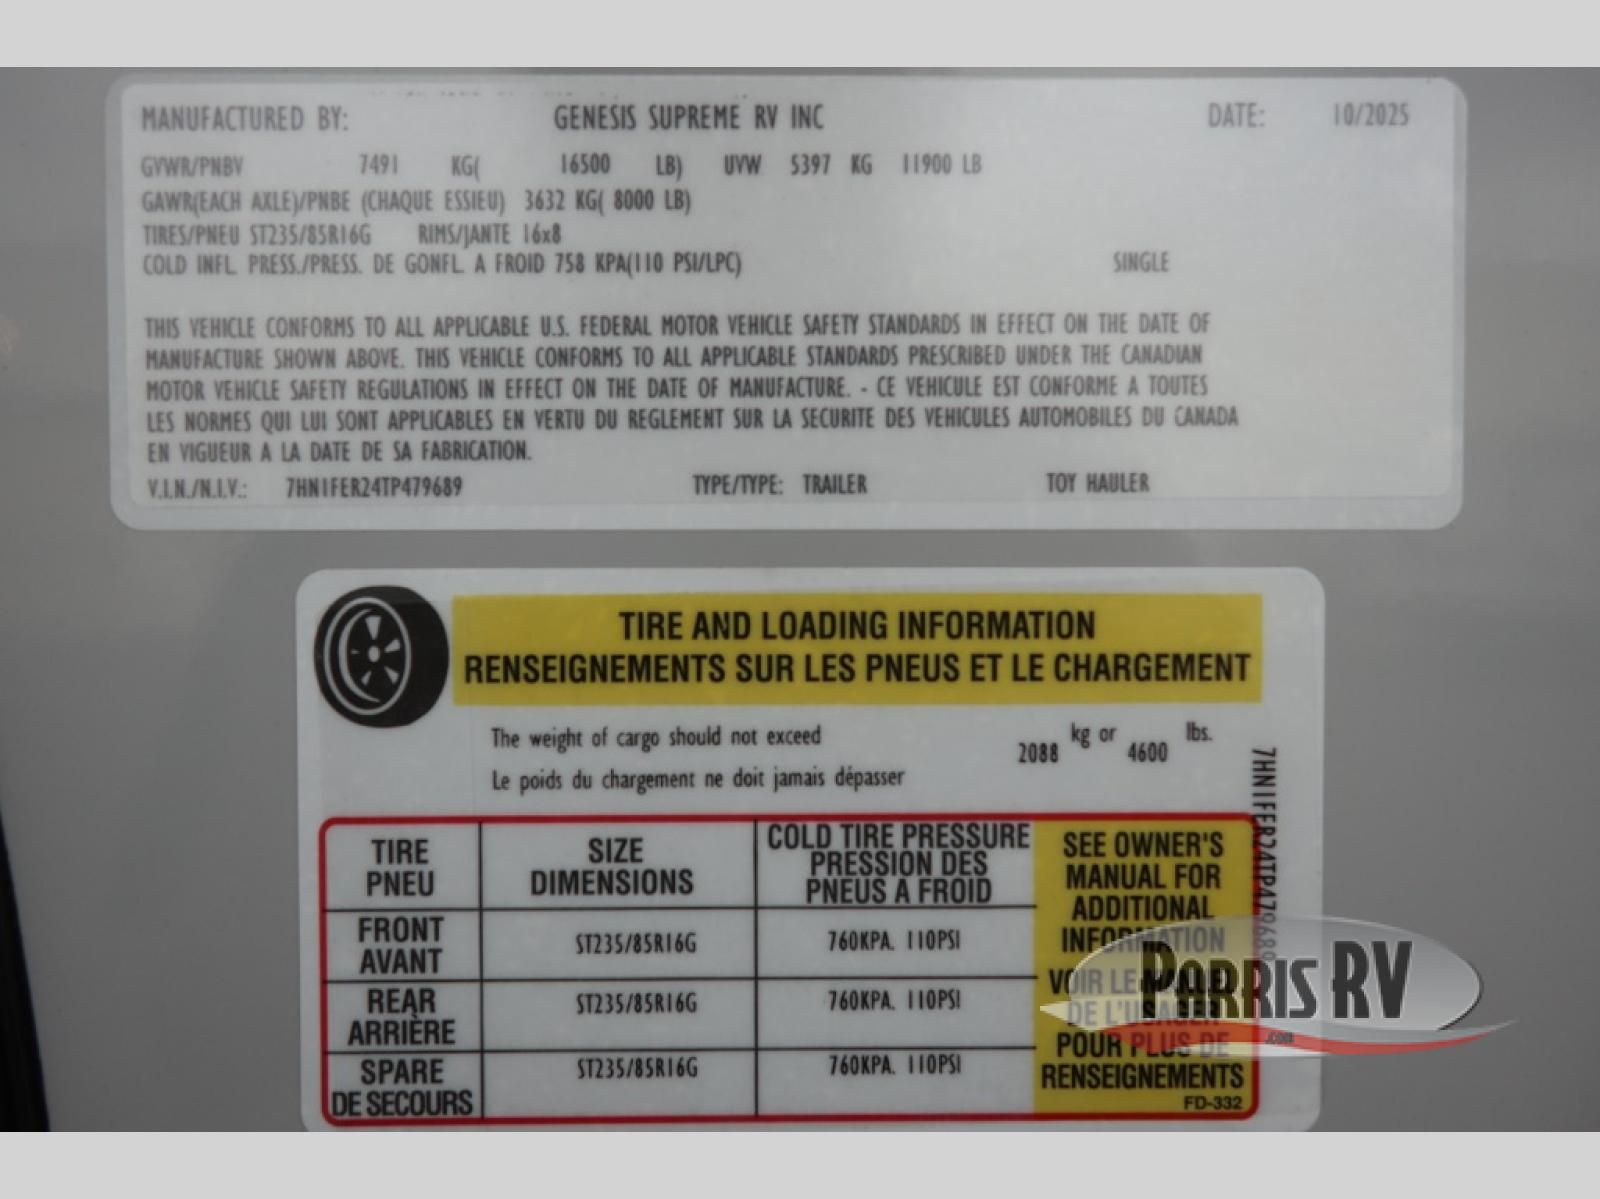 MANUFACTURED BY: GENESIS SUPREME RV INC DATE: 10/2025
GVWR/PNBV 7491 KG( 16500 LB) UVW 5397 KG 11900 LB
GAWR(EACH AXLE)/PNBE (CHAQUE ESSIEU) 3632 KG( 8000 LB)
TIRES/PNEU ST235/85R16G RIMS/JANTE 16x8
COLD INFL. PRESS./PRESS. DE GONFL. A FROID 758 KPA(110 PSI/LPC) SINGLE
THIS VEHICLE CONFORMS TO ALL APPLICABLE U.S. FEDERAL MOTOR VEHICLE SAFETY STANDARDS IN EFFECT ON THE DATE OF
MANUFACTURE SHOWN ABOVE. THIS VEHICLE CONFORMS TO ALL APPLICABLE STANDARDS PRESCRIBED UNDER THE CANADIAN
MOTOR VEHICLE SAFETY REGULATIONS IN EFFECT ON THE DATE OF MANUFACTURE. - CE VEHICULE EST CONFORME A TOUTES
LES NORMES QUI LUI SONT APPLICABLES EN VERTU DU REGLEMENT SUR LA SECURITE DES VEHICULES AUTOMOBILES DU CANADA
EN VIGUEUR A LA DATE DE SA FABRICATION.
V.I.N./N.I.V.: 7HN1FER24TP479689 TYPE/TYPE: TRAILER TOY HAULER
TIRE AND LOADING INFORMATION
RENSEIGNEMENTS SUR LES PNEUS ET LE CHARGEMENT
The weight of cargo should not exceed 2088 kg or 4600 lbs.
Le poids du chargement ne doit jamais dépasser
7HN1FER24TP479689
TIRE
PNEU
SIZE
DIMENSIONS
COLD TIRE PRESSURE
PRESSION DES
PNEUS A FROID
FRONT
AVANT
ST235/85R16G
760KPA. 110PSI
REAR
ARRIÈRE
ST235/85R16G
760KPA. 110PSI
SPARE
DE SECOURS
ST235/85R16G
760KPA. 110PSI
SEE OWNER'S
MANUAL FOR
ADDITIONAL
INFORMATION
VOIR LE MANUEL
DE L'USAGER
POUR PLUS DE
RENSEIGNEMENTS
FD-332
PARRIS RV
.COM